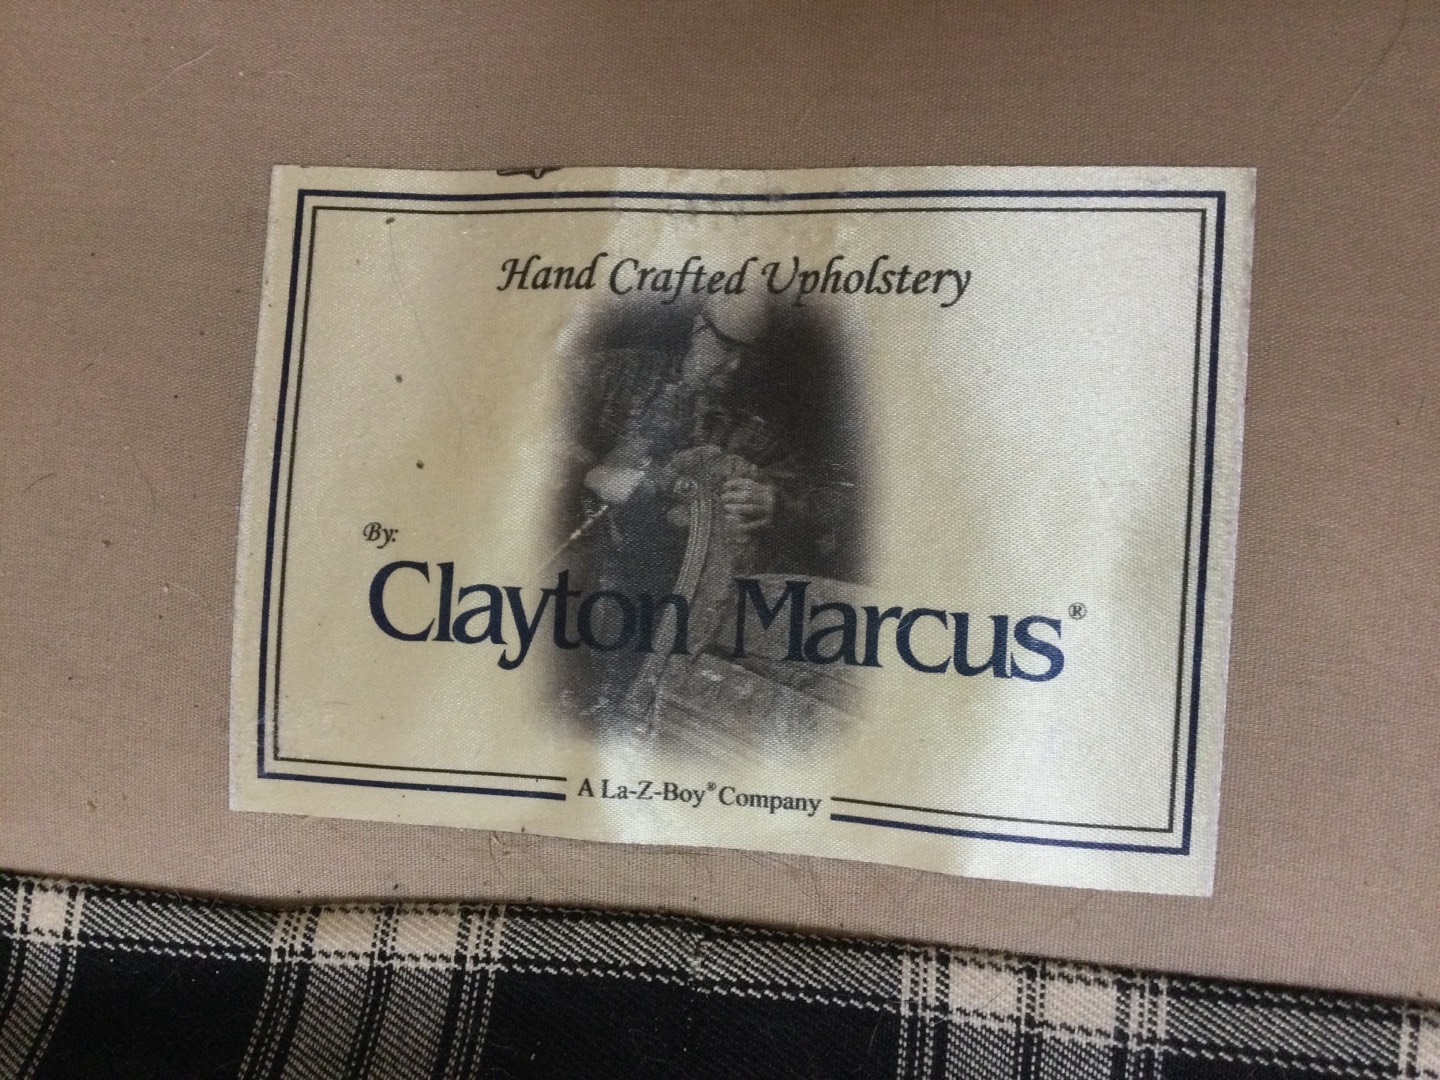 Hand Crafted Upholstery
By:
Clayton Marcus®
A La-Z-Boy® Company